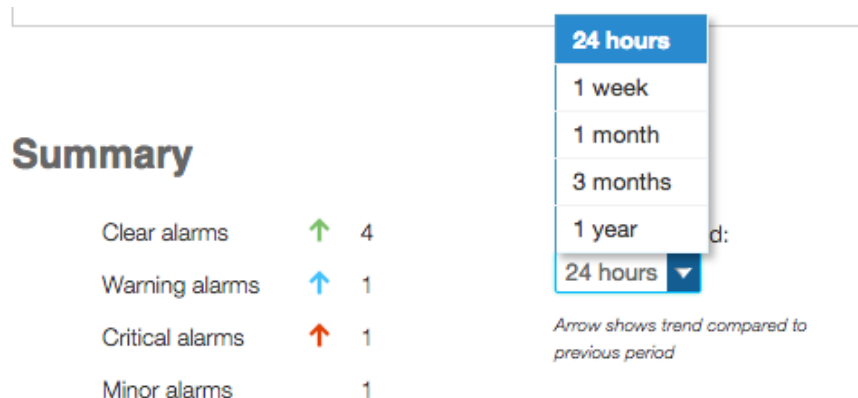 24 hours
1 week
1 month
3 months
1 year
Summary
d:
24 hours
Clear alarms 4
Warning alarms 1
Critical alarms 1
Minor alarms 1
Arrow shows trend compared to
previous period